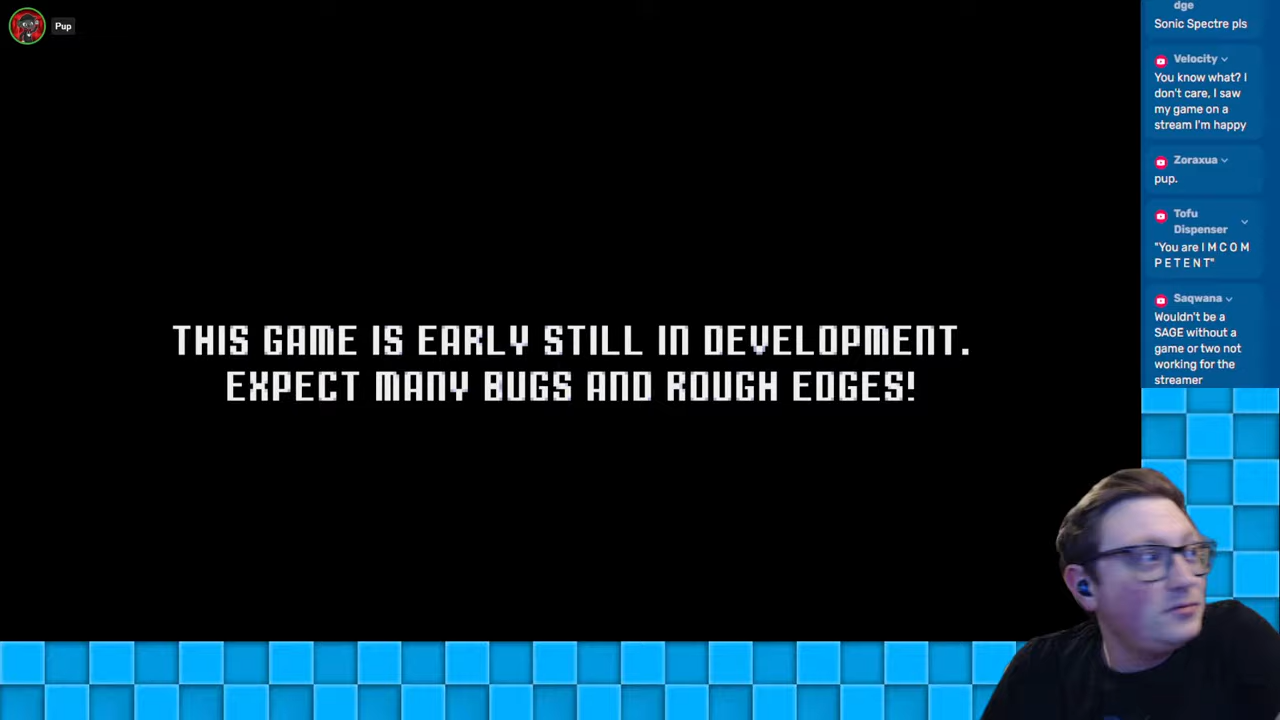 Pup
THIS GAME IS EARLY STILL IN DEVELOPMENT.
EXPECT MANY BUGS AND ROUGH EDGES!
dge
Sonic Spectre pls
Velocity
You know what? I
don't care, I saw
my game on a
stream I'm happy
Zoraxua
pup.
Tofu
Dispenser
"You are I M C O M
P E T E N T"
Saqwana
Wouldn't be a
SAGE without a
game or two not
working for the
streamer